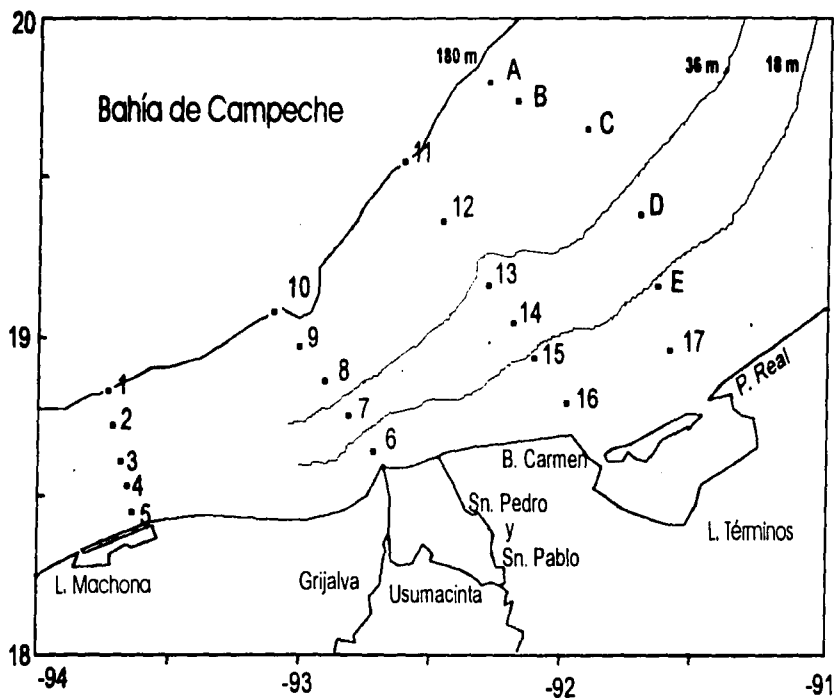 20
180 m
36 m
18 m
A
B
Bahía de Campeche
C
11
12
D
13
E
10
14
19
9
15
17
8
1
7
16
P. Real
2
6
3
B. Carmen
4
Sn. Pedro
5
y
L. Términos
Sn. Pablo
L. Machona
Grijalva
Usumacinta
18
-94
-93
-92
-91